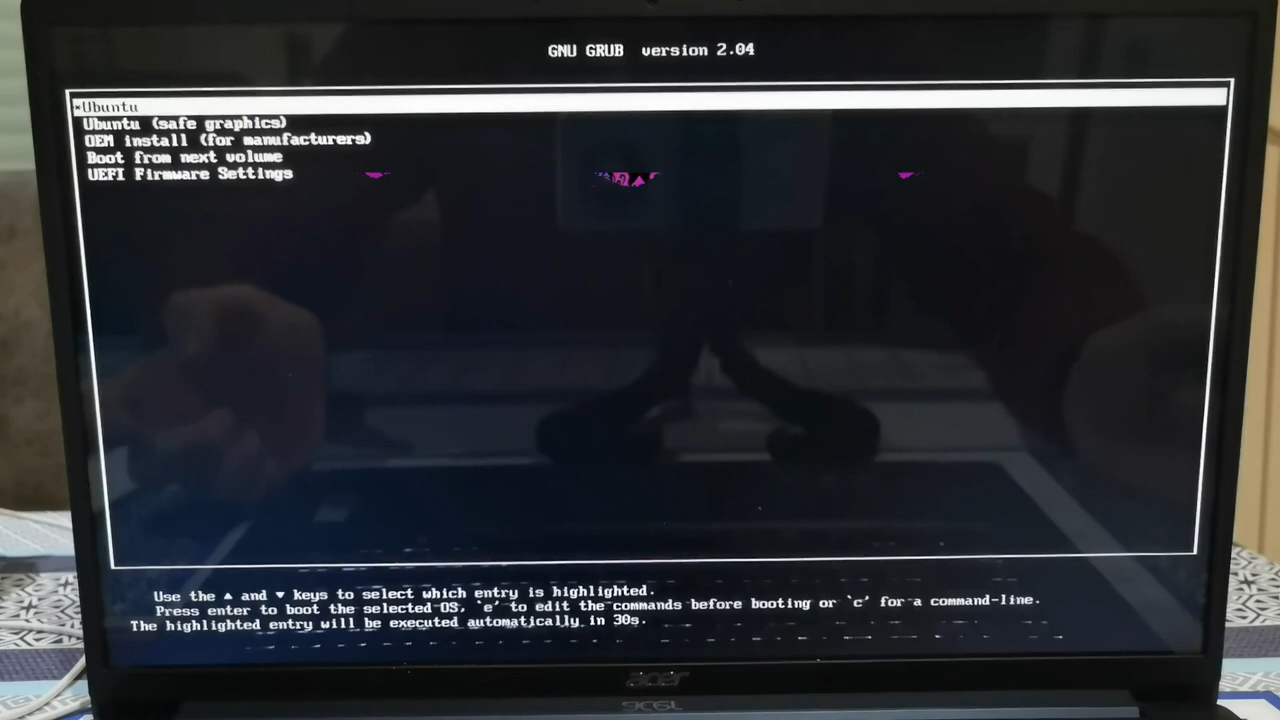 GNU GRUB version 2.04
*Ubuntu
Ubuntu (safe graphics)
OEM install (for manufacturers)
Boot from next volume
UEFI Firmware Settings
Use the ▲ and ▼ keys to select which entry is highlighted.
Press enter to boot the selected OS, `e' to edit the commands before booting or `c' for a command-line.
The highlighted entry will be executed automatically in 30s.
acer